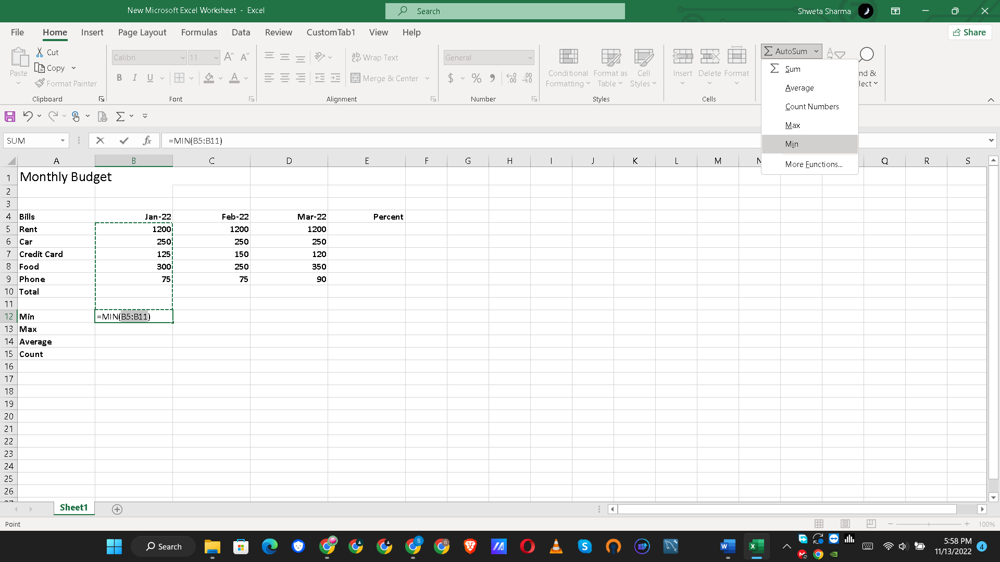 New Microsoft Excel Worksheet - Excel
Search
Shweta Sharma
File Home Insert Page Layout Formulas Data Review CustomTab1 View Help
Share
Paste
Cut
Copy
Format Painter
Clipboard
Calibri 11
B I U
Font
Wrap Text
Merge & Center
Alignment
General
$ % 9
Number
Conditional Formatting
Format as Table
Cell Styles
Styles
Insert Delete Format
Cells
AutoSum
nd &
lect
Sum
Average
Count Numbers
Max
Min
More Functions...
SUM
fx
=MIN(B5:B11)
A B C D E F G H I J K L M N Q R S
1 Monthly Budget
2
3
4 Bills Jan-22 Feb-22 Mar-22 Percent
5 Rent 1200 1200 1200
6 Car 250 250 250
7 Credit Card 125 150 120
8 Food 300 250 350
9 Phone 75 75 90
10 Total
11
12 Min =MIN(B5:B11)
13 Max
14 Average
15 Count
16
17
18
19
20
21
22
23
24
25
26
Sheet1
Point
100%
Search
5:58 PM
11/13/2022
4